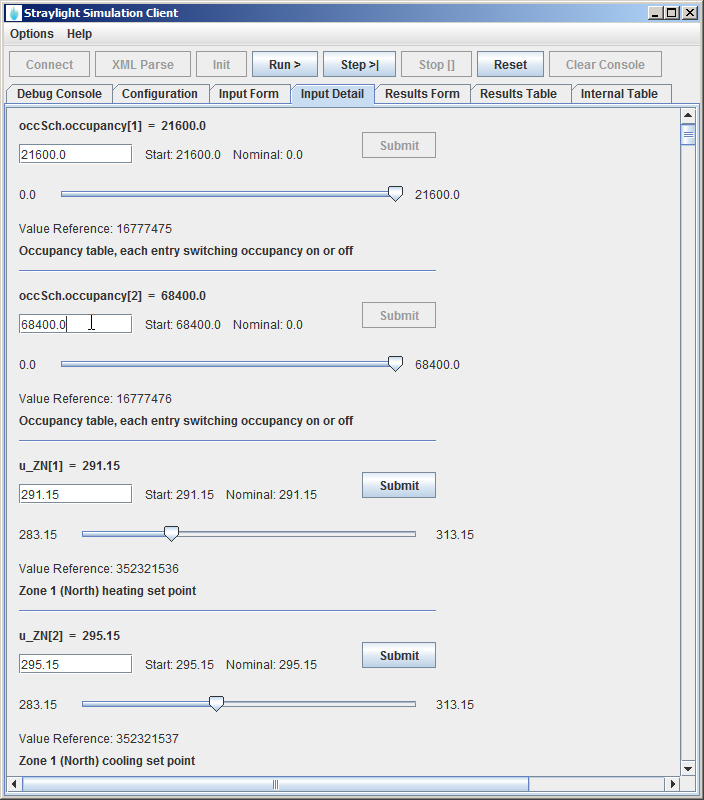 Straylight Simulation Client
Options Help
Connect XML Parse Init Run > Step >| Stop [] Reset Clear Console
Debug Console Configuration Input Form Input Detail Results Form Results Table Internal Table
occSch.occupancy[1] = 21600.0
21600.0 Start: 21600.0 Nominal: 0.0 Submit
0.0 21600.0
Value Reference: 16777475
Occupancy table, each entry switching occupancy on or off
occSch.occupancy[2] = 68400.0
68400.0 Start: 68400.0 Nominal: 0.0 Submit
0.0 68400.0
Value Reference: 16777476
Occupancy table, each entry switching occupancy on or off
u_ZN[1] = 291.15
291.15 Start: 291.15 Nominal: 291.15 Submit
283.15 313.15
Value Reference: 352321536
Zone 1 (North) heating set point
u_ZN[2] = 295.15
295.15 Start: 295.15 Nominal: 295.15 Submit
283.15 313.15
Value Reference: 352321537
Zone 1 (North) cooling set point